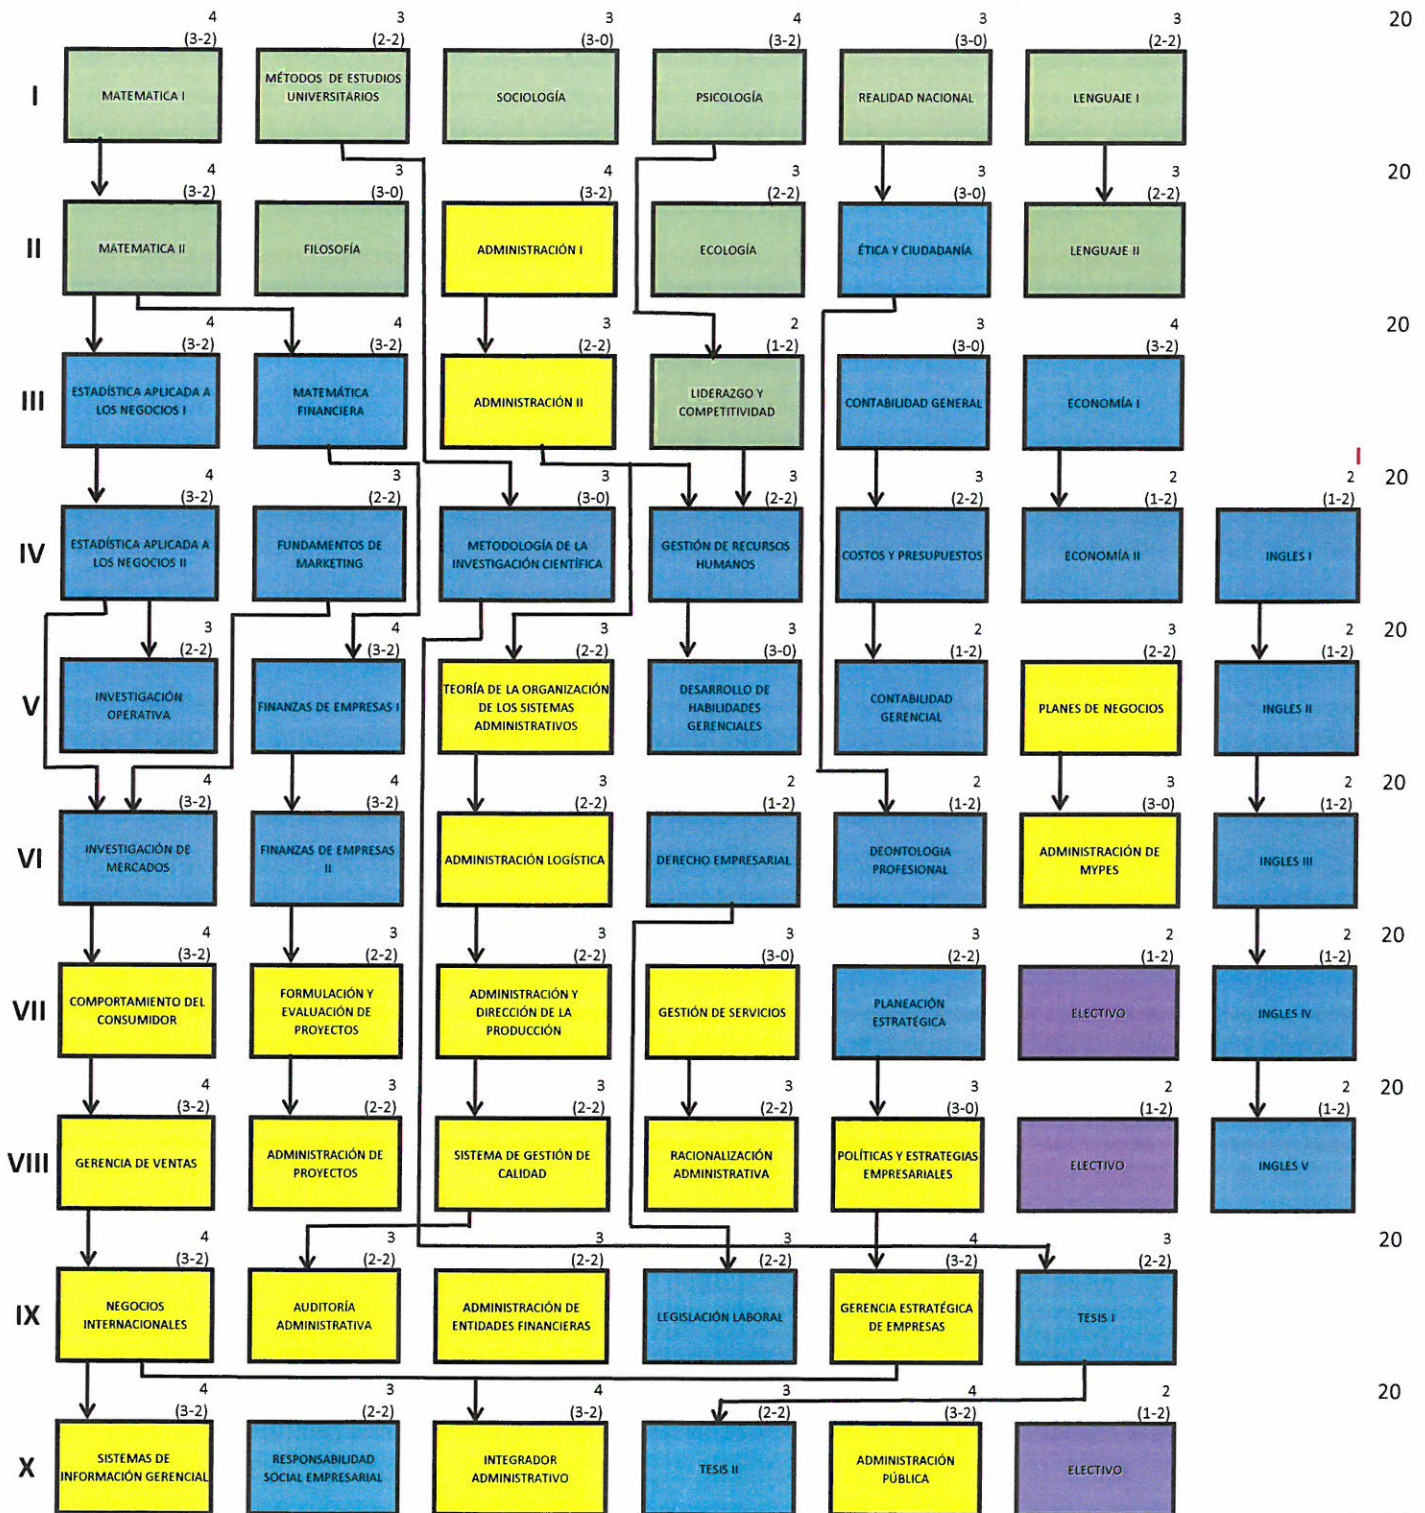 4 3 3 4 3 3 20
(3-2) (2-2) (3-0) (3-2) (3-0) (2-2)
I
MATEMATICA I
MÉTODOS DE ESTUDIOS
UNIVERSITARIOS
SOCIOLOGÍA
PSICOLOGÍA
REALIDAD NACIONAL
LENGUAJE I
4 3 4 3 3 3 20
(3-2) (3-0) (3-2) (2-2) (3-0) (2-2)
II
MATEMATICA II
FILOSOFÍA
ADMINISTRACIÓN I
ECOLOGÍA
ÉTICA Y CIUDADANÍA
LENGUAJE II
4 4 3 2 3 4 20
(3-2) (3-2) (2-2) (1-2) (3-0) (3-2)
III
ESTADÍSTICA APLICADA A
LOS NEGOCIOS I
MATEMÁTICA
FINANCIERA
ADMINISTRACIÓN II
LIDERAZGO Y
COMPETITIVIDAD
CONTABILIDAD GENERAL
ECONOMÍA I
4 3 3 3 3 2 2 20
(3-2) (2-2) (3-0) (2-2) (2-2) (1-2) (1-2)
IV
ESTADÍSTICA APLICADA A
LOS NEGOCIOS II
FUNDAMENTOS DE
MARKETING
METODOLOGÍA DE LA
INVESTIGACIÓN CIENTÍFICA
GESTIÓN DE RECURSOS
HUMANOS
COSTOS Y PRESUPUESTOS
ECONOMÍA II
INGLES I
3 4 3 3 2 3 2 20
(2-2) (3-2) (2-2) (3-0) (1-2) (2-2) (1-2)
V
INVESTIGACIÓN
OPERATIVA
FINANZAS DE EMPRESAS I
TEORÍA DE LA ORGANIZACIÓN
DE LOS SISTEMAS
ADMINISTRATIVOS
DESARROLLO DE
HABILIDADES
GERENCIALES
CONTABILIDAD
GERENCIAL
PLANES DE NEGOCIOS
INGLES II
4 4 3 2 2 3 2 20
(3-2) (3-2) (2-2) (1-2) (1-2) (3-0) (1-2)
VI
INVESTIGACIÓN DE
MERCADOS
FINANZAS DE EMPRESAS
II
ADMINISTRACIÓN LOGÍSTICA
DERECHO EMPRESARIAL
DEONTOLOGIA
PROFESIONAL
ADMINISTRACIÓN DE
MYPES
INGLES III
4 3 3 3 3 2 2 20
(3-2) (2-2) (2-2) (3-0) (2-2) (1-2) (1-2)
VII
COMPORTAMIENTO DEL
CONSUMIDOR
FORMULACIÓN Y
EVALUACIÓN DE
PROYECTOS
ADMINISTRACIÓN Y
DIRECCIÓN DE LA
PRODUCCIÓN
GESTIÓN DE SERVICIOS
PLANEACIÓN
ESTRATÉGICA
ELECTIVO
INGLES IV
4 3 3 3 3 2 2 20
(3-2) (2-2) (2-2) (2-2) (3-0) (1-2) (1-2)
VIII
GERENCIA DE VENTAS
ADMINISTRACIÓN DE
PROYECTOS
SISTEMA DE GESTIÓN DE
CALIDAD
RACIONALIZACIÓN
ADMINISTRATIVA
POLÍTICAS Y ESTRATEGIAS
EMPRESARIALES
ELECTIVO
INGLES V
4 3 3 3 4 3 20
(3-2) (2-2) (2-2) (2-2) (3-2) (2-2)
IX
NEGOCIOS
INTERNACIONALES
AUDITORÍA
ADMINISTRATIVA
ADMINISTRACIÓN DE
ENTIDADES FINANCIERAS
LEGISLACIÓN LABORAL
GERENCIA ESTRATÉGICA
DE EMPRESAS
TESIS I
4 3 4 3 4 2 20
(3-2) (2-2) (3-2) (2-2) (3-2) (1-2)
X
SISTEMAS DE
INFORMACIÓN GERENCIAL
RESPONSABILIDAD
SOCIAL EMPRESARIAL
INTEGRADOR
ADMINISTRATIVO
TESIS II
ADMINISTRACIÓN
PÚBLICA
ELECTIVO